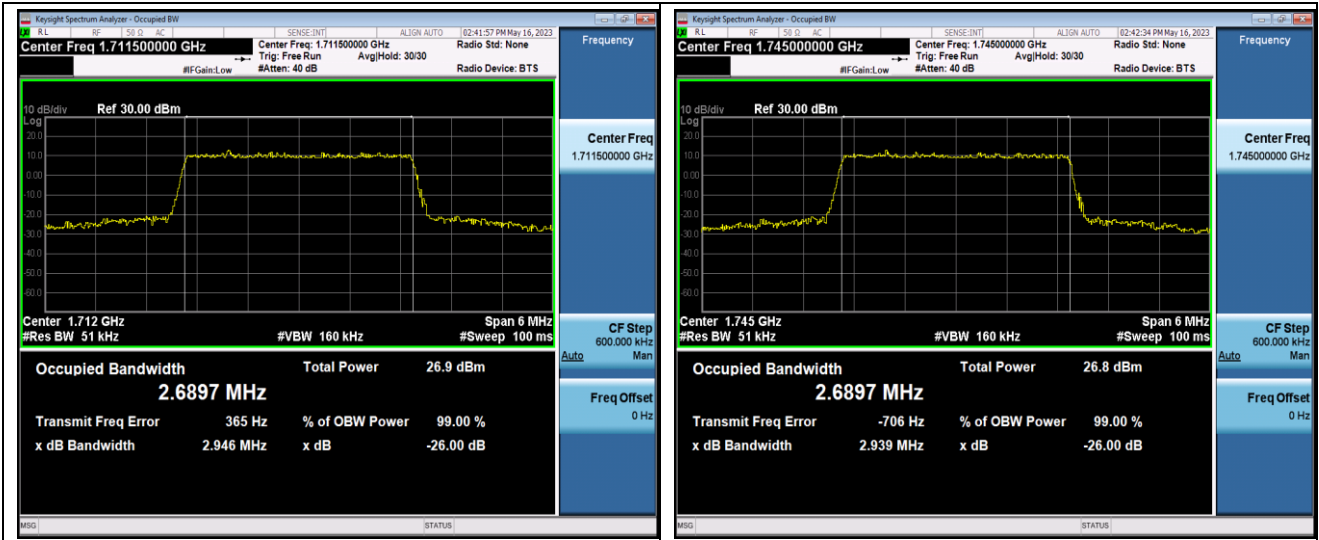 Keysight Spectrum Analyzer - Occupied BW
RL RF 50 Ω AC SENSE:INT ALIGN AUTO 02:41:57 PM May 16, 2023
Center Freq 1.711500000 GHz
Center Freq: 1.711500000 GHz
Radio Std: None
Trig: Free Run Avg|Hold: 30/30
#IFGain:Low #Atten: 40 dB Radio Device: BTS
10 dB/div Ref 30.00 dBm
Log
20.0
10.0
0.00
-10.0
-20.0
-30.0
-40.0
-50.0
-60.0
Center 1.712 GHz Span 6 MHz
#Res BW 51 kHz #VBW 160 kHz #Sweep 100 ms
Occupied Bandwidth Total Power 26.9 dBm
2.6897 MHz
Transmit Freq Error 365 Hz % of OBW Power 99.00 %
x dB Bandwidth 2.946 MHz x dB -26.00 dB
MSG STATUS
Frequency
Center Freq
1.711500000 GHz
CF Step
600.000 kHz
Auto Man
Freq Offset
0 Hz
Keysight Spectrum Analyzer - Occupied BW
RL RF 50 Ω AC SENSE:INT ALIGN AUTO 02:42:34 PM May 16, 2023
Center Freq 1.745000000 GHz
Center Freq: 1.745000000 GHz
Radio Std: None
Trig: Free Run Avg|Hold: 30/30
#IFGain:Low #Atten: 40 dB Radio Device: BTS
10 dB/div Ref 30.00 dBm
Log
20.0
10.0
0.00
-10.0
-20.0
-30.0
-40.0
-50.0
-60.0
Center 1.745 GHz Span 6 MHz
#Res BW 51 kHz #VBW 160 kHz #Sweep 100 ms
Occupied Bandwidth Total Power 26.8 dBm
2.6897 MHz
Transmit Freq Error -706 Hz % of OBW Power 99.00 %
x dB Bandwidth 2.939 MHz x dB -26.00 dB
MSG STATUS
Frequency
Center Freq
1.745000000 GHz
CF Step
600.000 kHz
Auto Man
Freq Offset
0 Hz